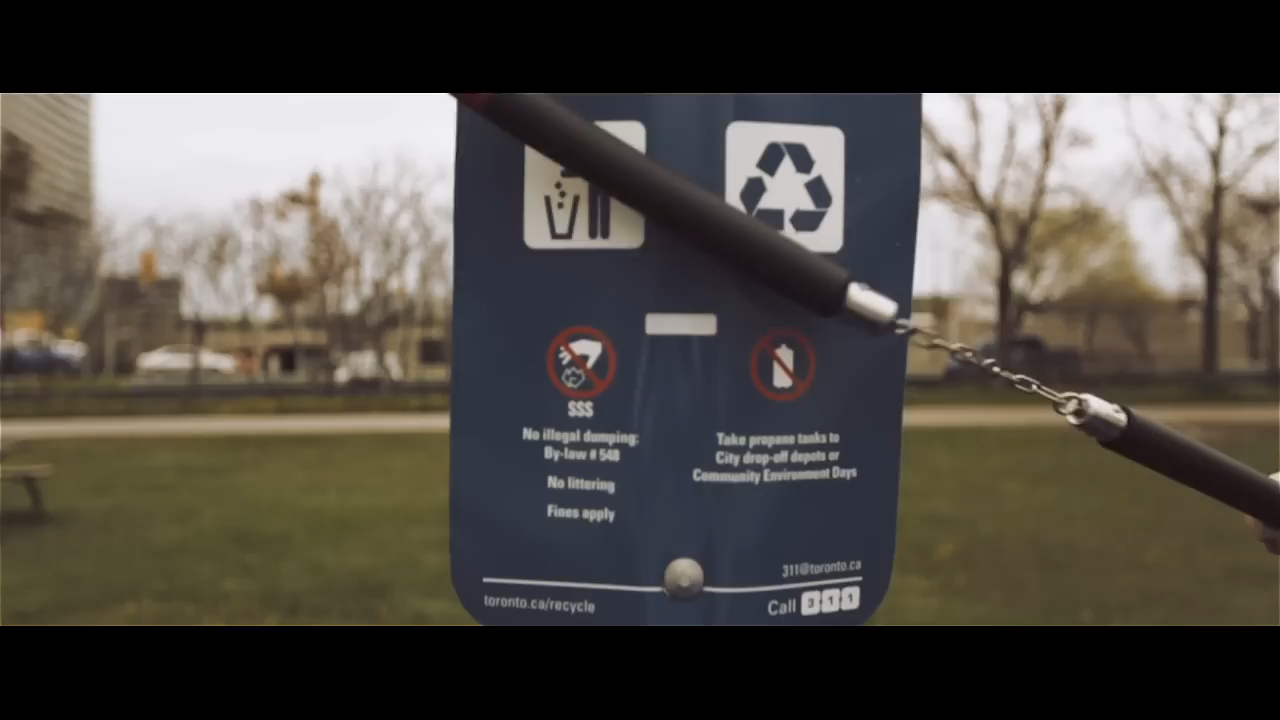 $$$
No illegal dumping:
By-law # 548
No littering
Fines apply
Take propane tanks to
City drop-off depots or
Community Environment Days
311@toronto.ca
toronto.ca/recycle
Call 311